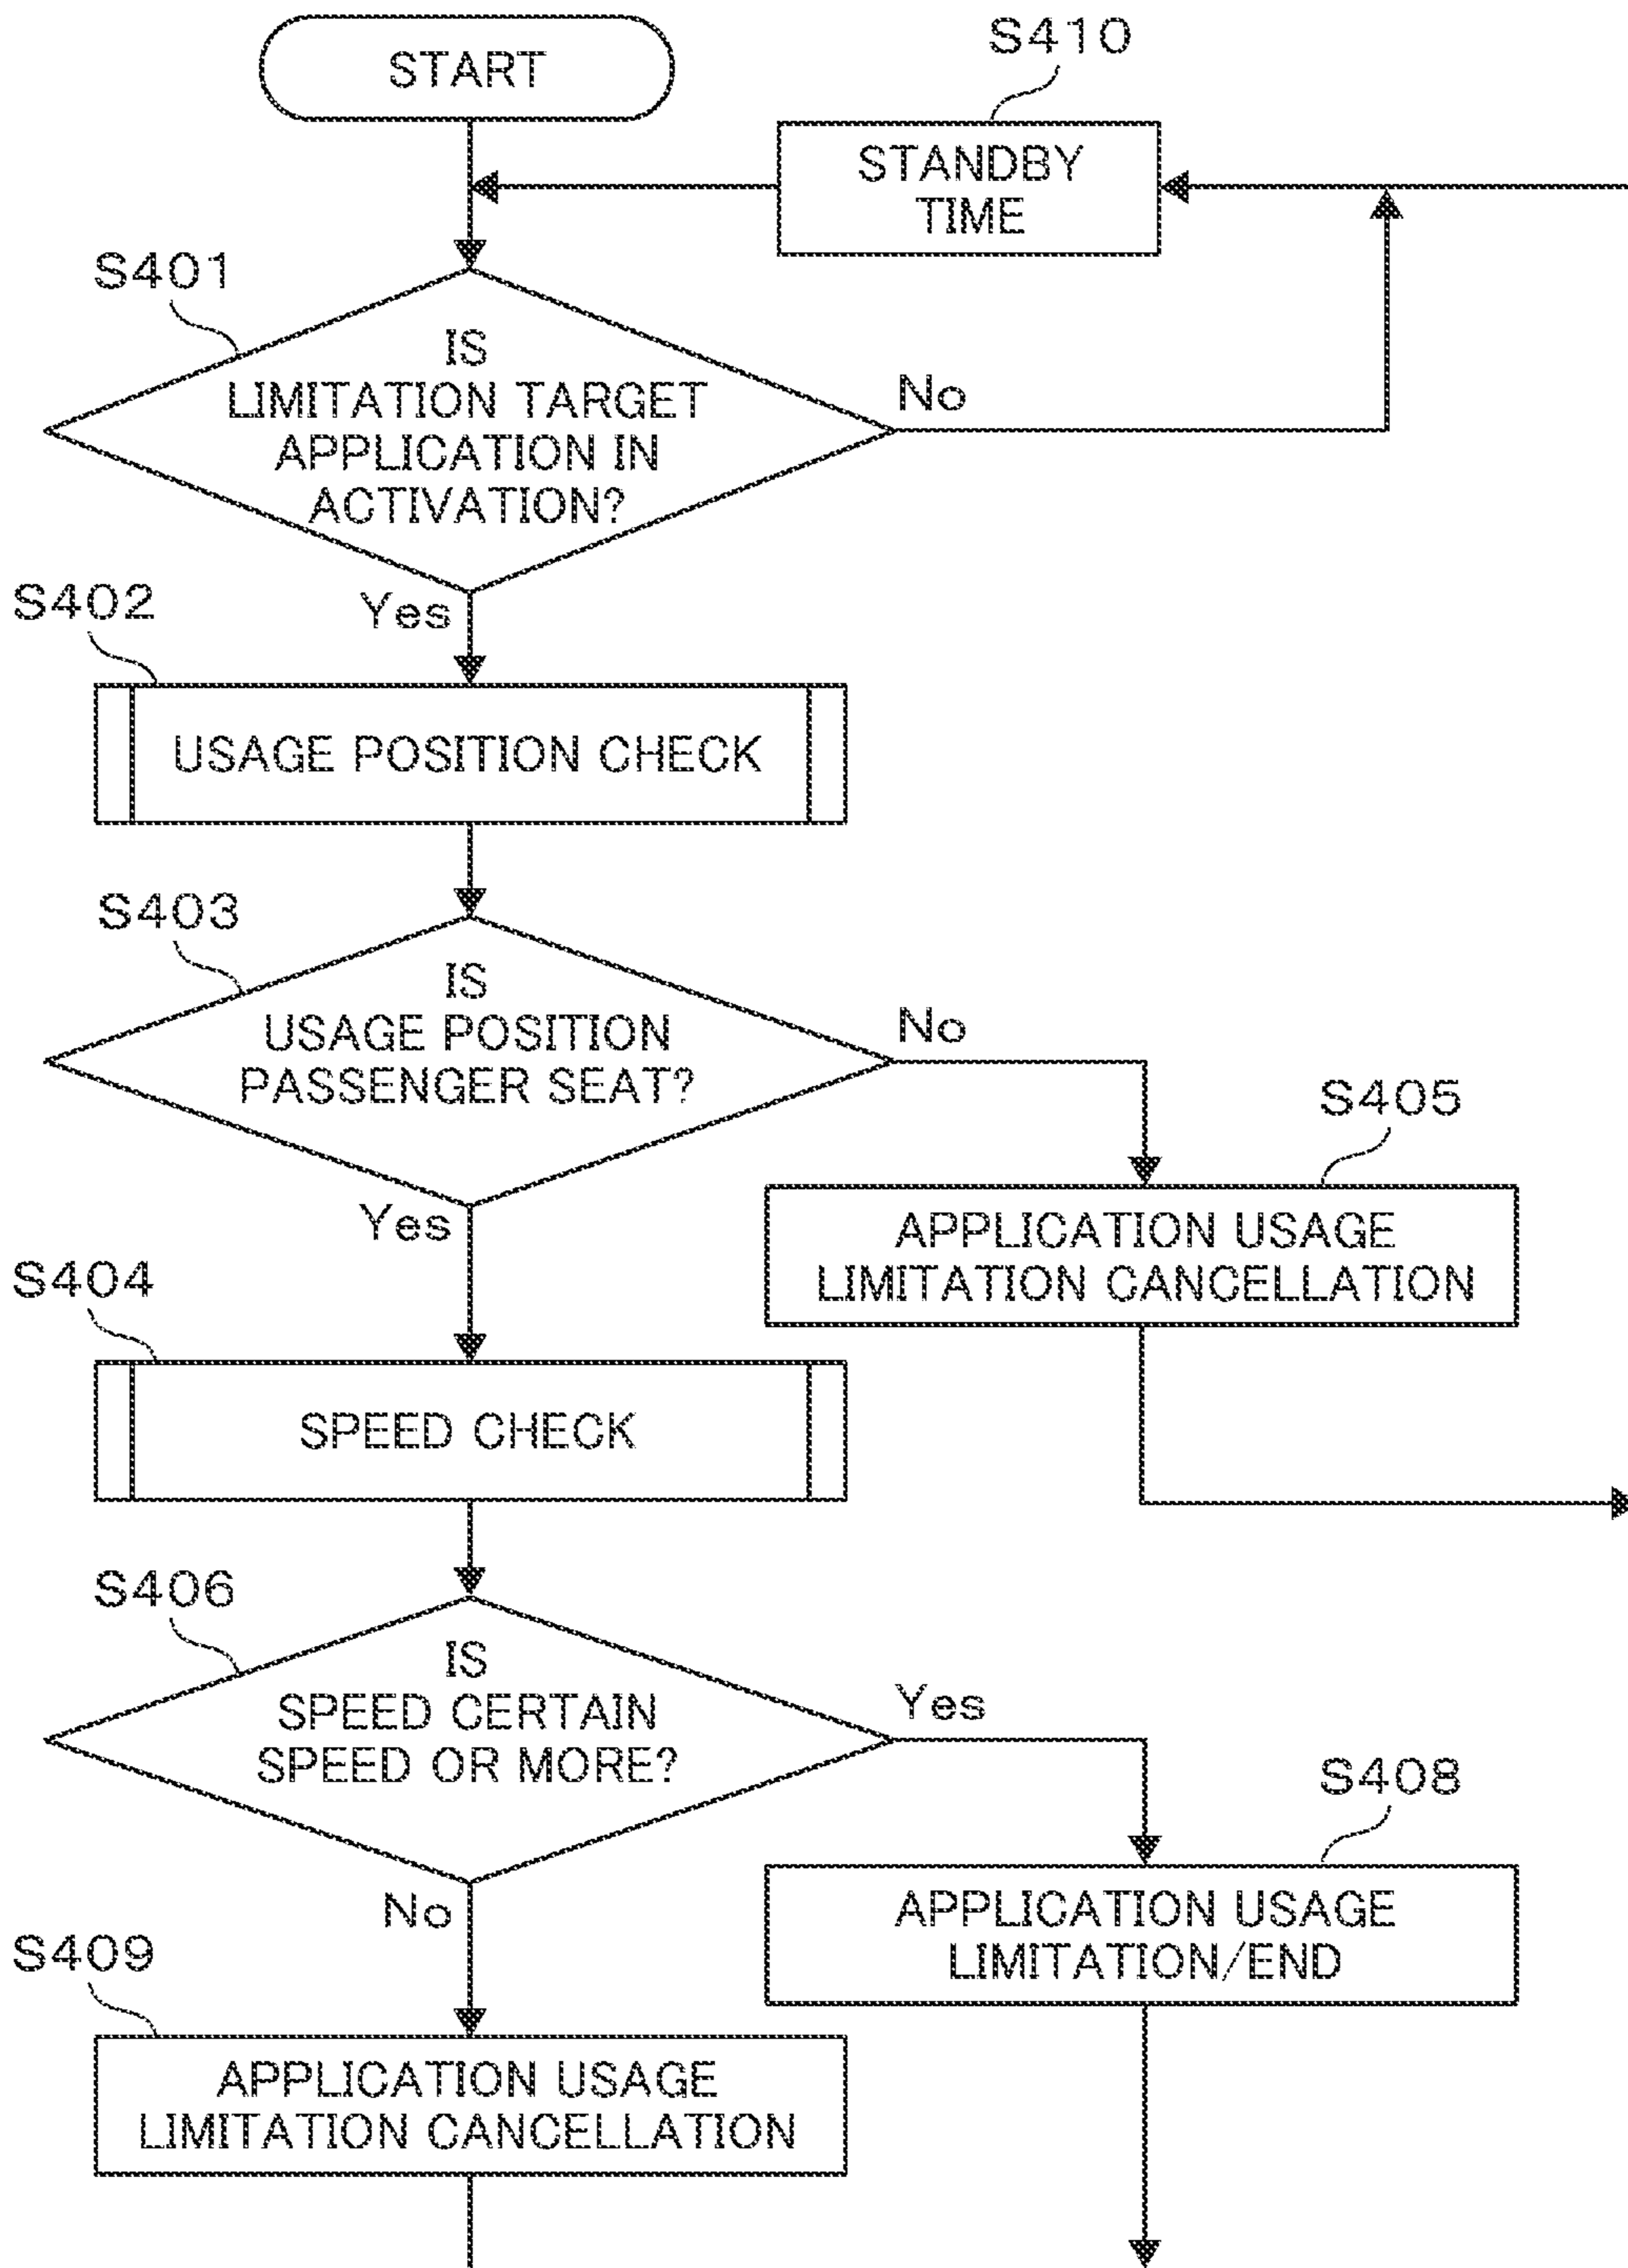 START
S410
STANDBY
TIME
S401
IS
LIMITATION TARGET
APPLICATION IN
ACTIVATION?
No
Yes
S402
USAGE POSITION CHECK
S403
IS
USAGE POSITION
PASSENGER SEAT?
No
Yes
S405
APPLICATION USAGE
LIMITATION CANCELLATION
S404
SPEED CHECK
S406
IS
SPEED CERTAIN
SPEED OR MORE?
Yes
No
S408
APPLICATION USAGE
LIMITATION/END
S409
APPLICATION USAGE
LIMITATION CANCELLATION